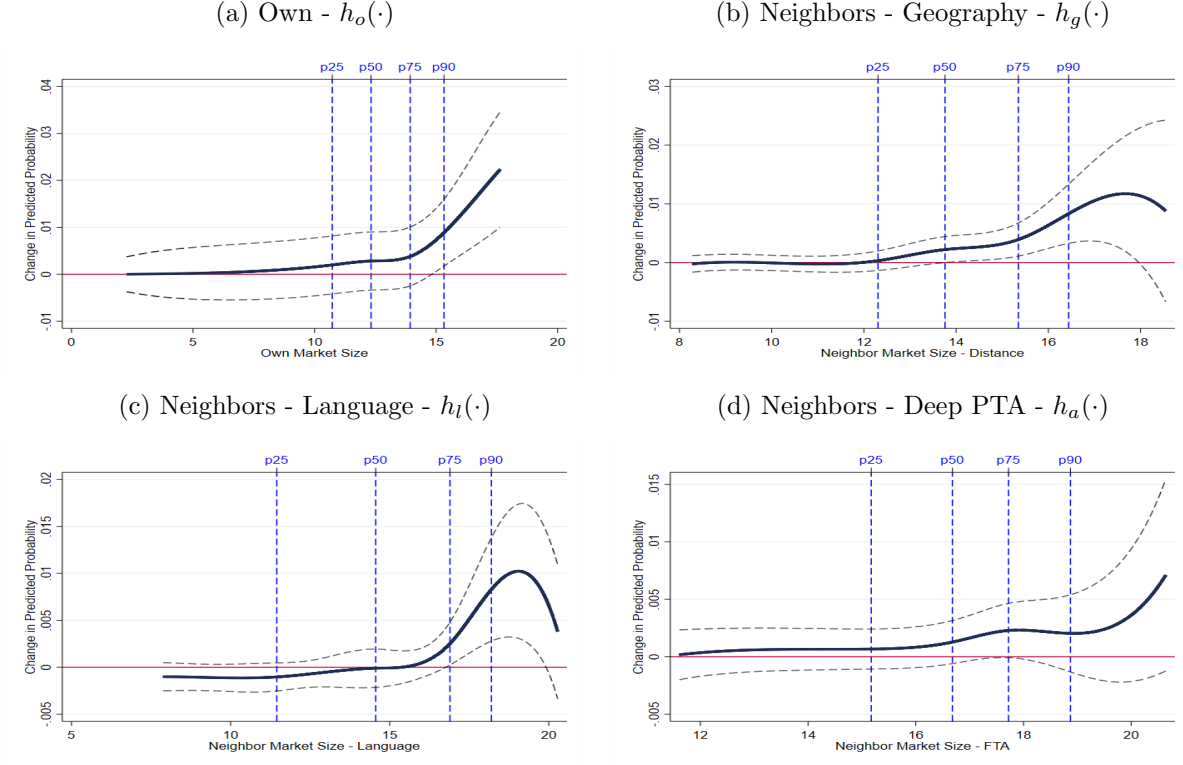 (a) Own - h_o(·)
p25 p50 p75 p90
Change in Predicted Probability
.04
.03
.02
.01
0
-.01
0 5 10 15 20
Own Market Size
(b) Neighbors - Geography - h_g(·)
p25 p50 p75 p90
Change in Predicted Probability
.03
.02
.01
0
-.01
8 10 12 14 16 18
Neighbor Market Size - Distance
(c) Neighbors - Language - h_l(·)
p25 p50 p75 p90
Change in Predicted Probability
.02
.015
.01
.005
0
-.005
5 10 15 20
Neighbor Market Size - Language
(d) Neighbors - Deep PTA - h_a(·)
p25 p50 p75 p90
Change in Predicted Probability
.015
.01
.005
0
-.005
12 14 16 18 20
Neighbor Market Size - FTA